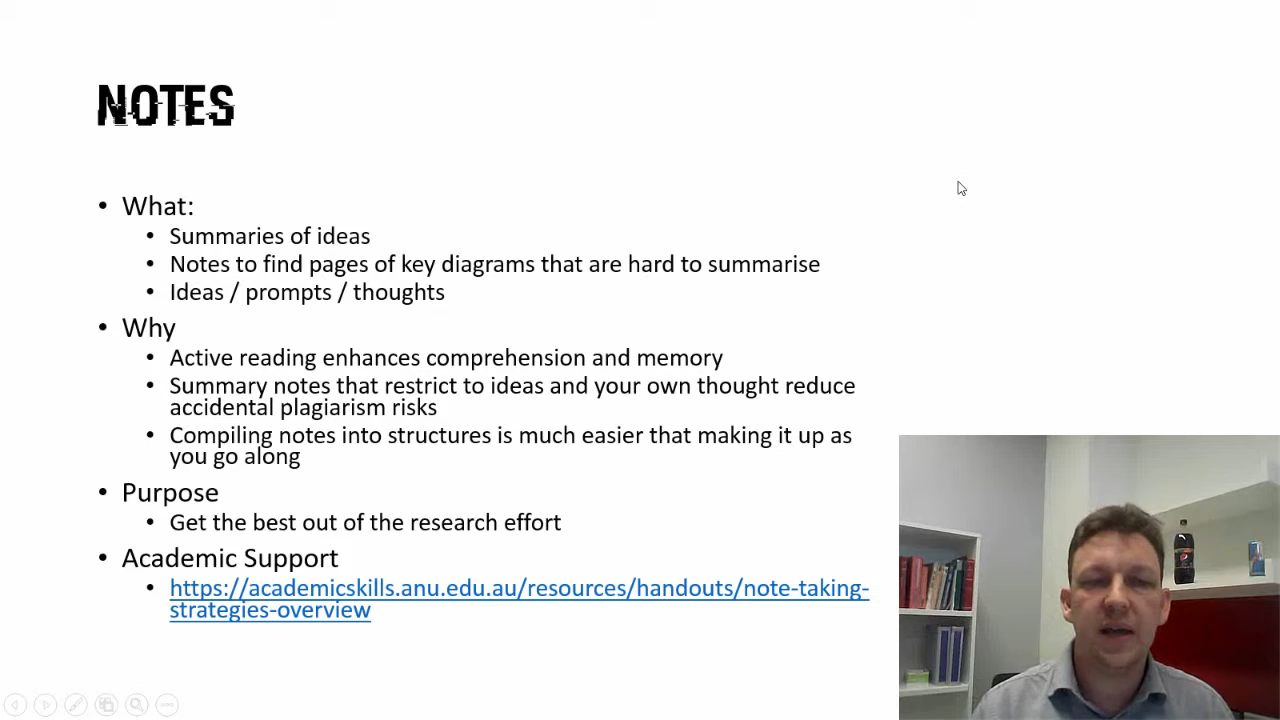 NOTES
• What:
• Summaries of ideas
• Notes to find pages of key diagrams that are hard to summarise
• Ideas / prompts / thoughts
• Why
• Active reading enhances comprehension and memory
• Summary notes that restrict to ideas and your own thought reduce
accidental plagiarism risks
• Compiling notes into structures is much easier that making it up as
you go along
• Purpose
• Get the best out of the research effort
• Academic Support
• https://academicskills.anu.edu.au/resources/handouts/note-taking-
strategies-overview